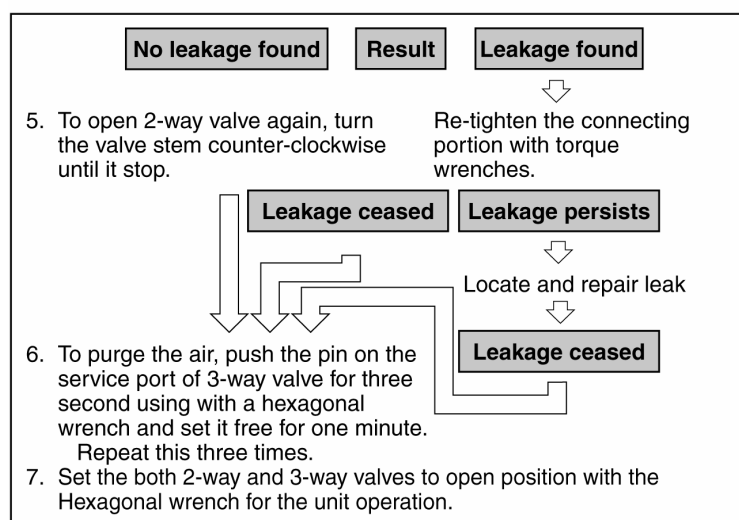 No leakage found
Result
Leakage found
5. To open 2-way valve again, turn
the valve stem counter-clockwise
until it stop.
Re-tighten the connecting
portion with torque
wrenches.
Leakage ceased
Leakage persists
Locate and repair leak
Leakage ceased
6. To purge the air, push the pin on the
service port of 3-way valve for three
second using with a hexagonal
wrench and set it free for one minute.
Repeat this three times.
7. Set the both 2-way and 3-way valves to open position with the
Hexagonal wrench for the unit operation.